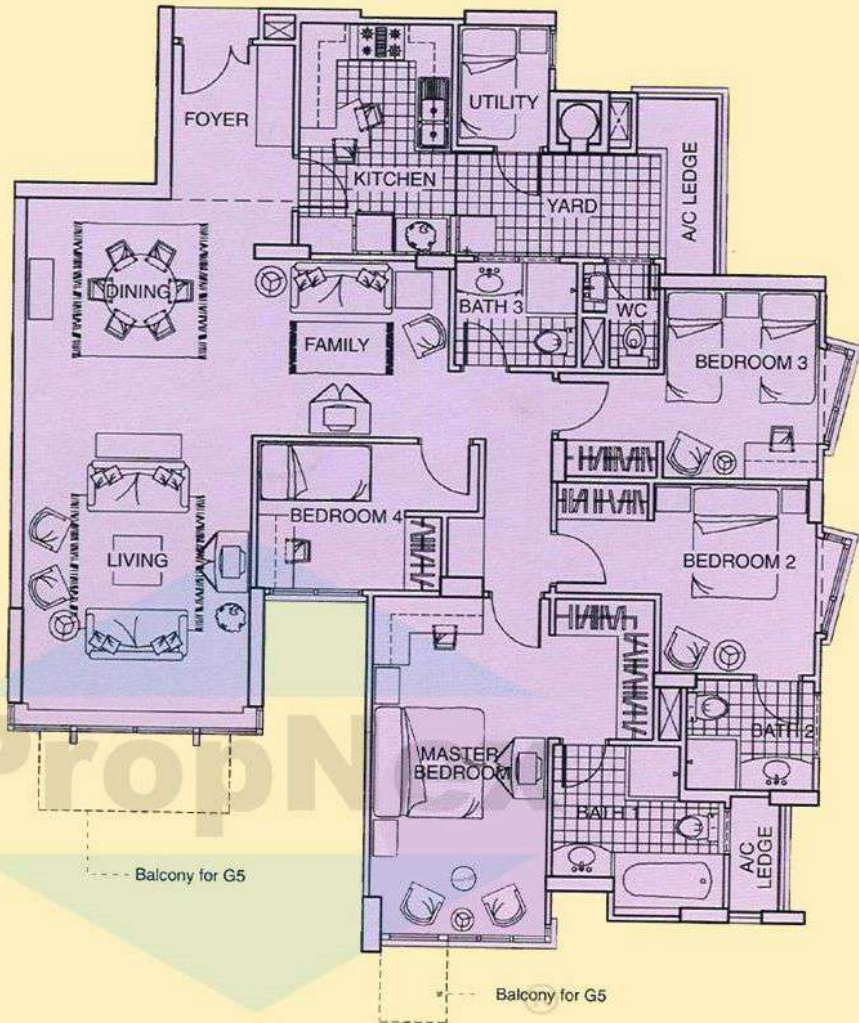 FOYER
UTILITY
KITCHEN
YARD
A/C LEDGE
DINING
BATH 3
WC
FAMILY
BEDROOM 3
BEDROOM 4
LIVING
BEDROOM 2
MASTER
BEDROOM
BATH 2
BATH 1
A/C
LEDGE
Balcony for G5
Balcony for G5
PropNex